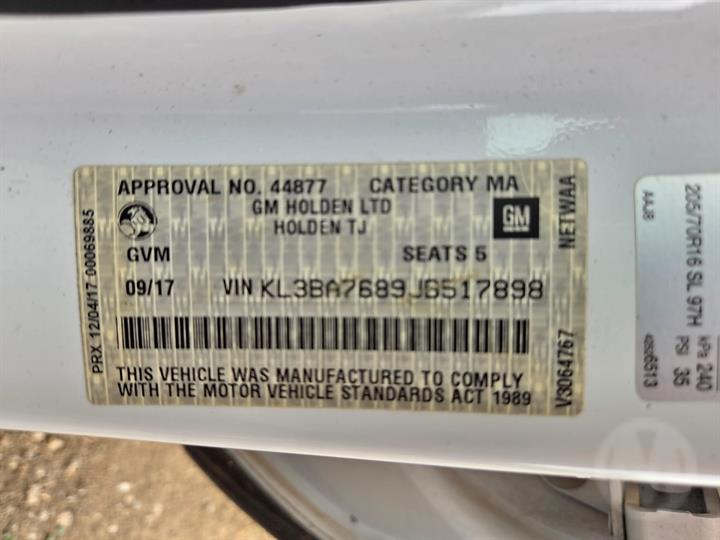 APPROVAL NO. 44877 CATEGORY MA
GM HOLDEN LTD
HOLDEN TJ
GM
GVM SEATS 5
09/17 VIN KL3BA7689JB517898
THIS VEHICLE WAS MANUFACTURED TO COMPLY
WITH THE MOTOR VEHICLE STANDARDS ACT 1989
PRX 12/04/17 00069885
NETWAA
V3064767
AAJ8
205/70R16 SL 97H
kPa 240
PSI 35